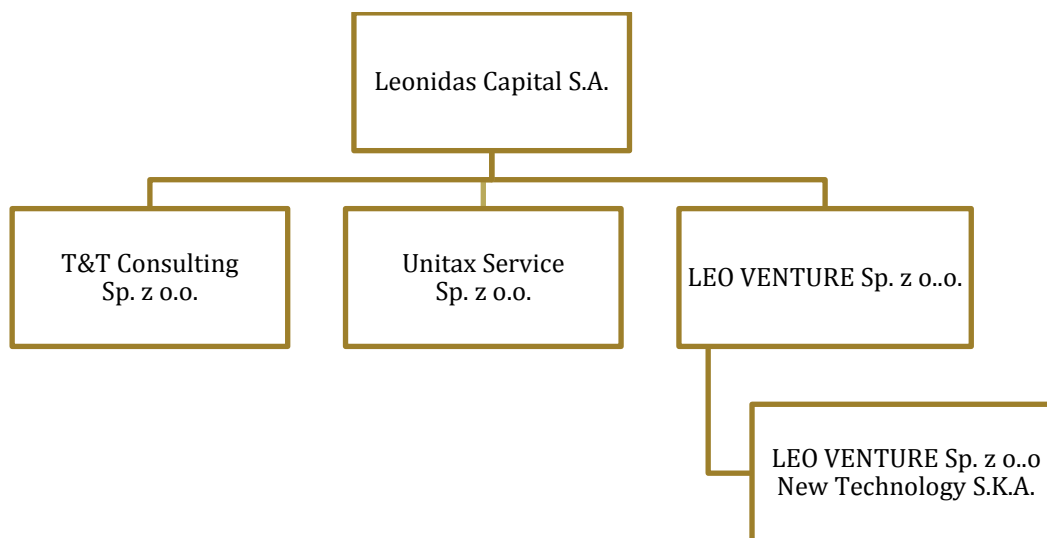 Leonidas Capital S.A.
T&T Consulting
Sp. z o.o.
Unitax Service
Sp. z o.o.
LEO VENTURE Sp. z o..o.
LEO VENTURE Sp. z o..o
New Technology S.K.A.